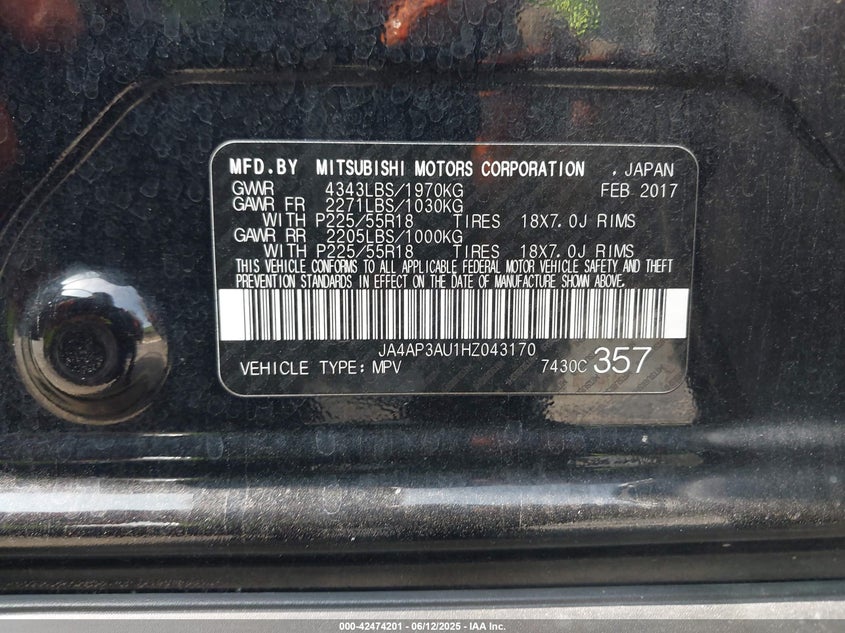 MFD.BY MITSUBISHI MOTORS CORPORATION .JAPAN
GVWR 4343LBS/1970KG FEB 2017
GAWR FR 2271LBS/1030KG
WITH P225/55R18 TIRES 18X7.0J RIMS
GAWR RR 2205LBS/1000KG
WITH P225/55R18 TIRES 18X7.0J RIMS
THIS VEHICLE CONFORMS TO ALL APPLICABLE FEDERAL MOTOR VEHICLE SAFETY AND THEFT
PREVENTION STANDARDS IN EFFECT ON THE DATE OF MANUFACTURE SHOWN ABOVE.
JA4AP3AU1HZ043170
VEHICLE TYPE: MPV 7430C 357
000-42474201 - 06/12/2025 - IAA Inc.